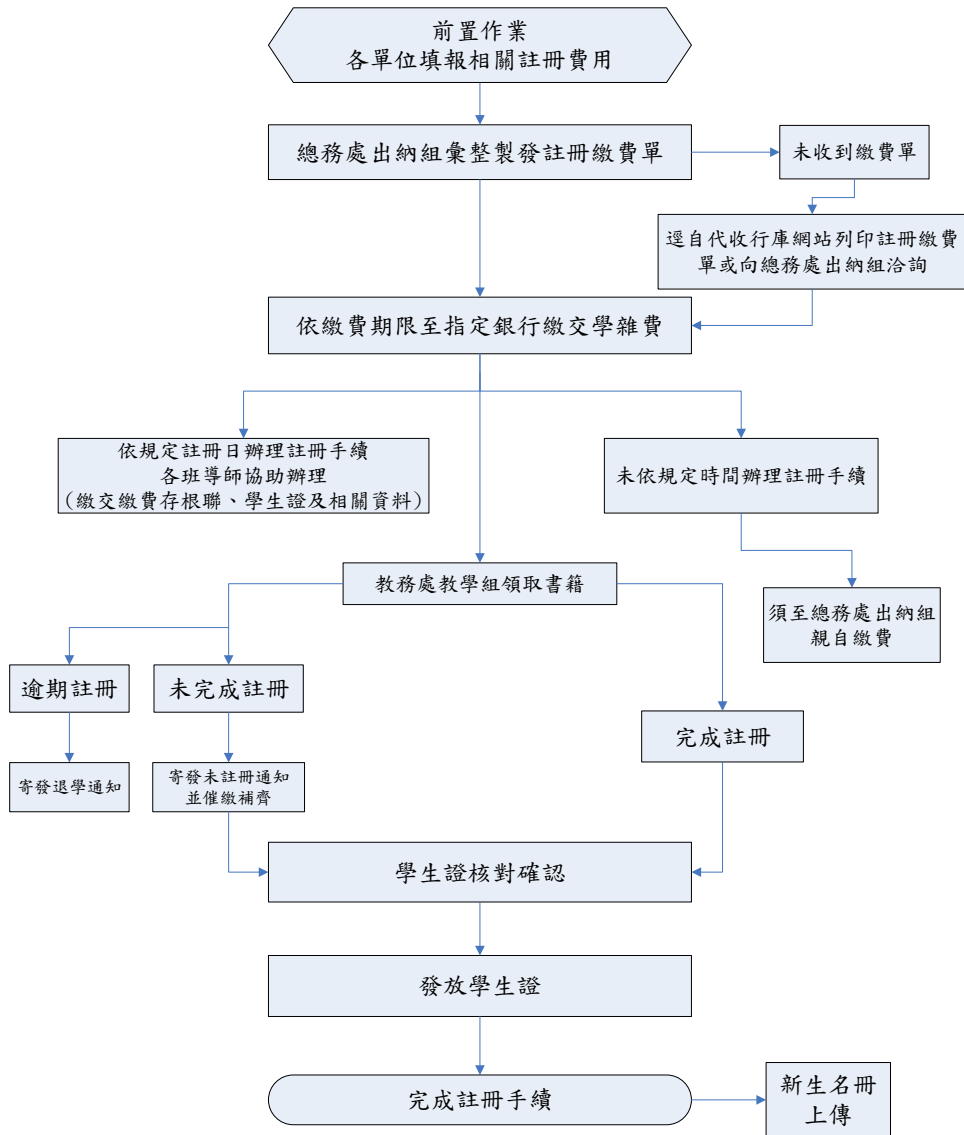 前置作業
各單位填報相關註冊費用
總務處出納組彙整製發註冊繳費單
未收到繳費單
逕自代收行庫網站列印註冊繳費
單或向總務處出納組洽詢
依繳費期限至指定銀行繳交學雜費
依規定註冊日辦理註冊手續
各班導師協助辦理
（繳交繳費存根聯、學生證及相關資料）
未依規定時間辦理註冊手續
教務處教學組領取書籍
須至總務處出納組
親自繳費
逾期註冊
未完成註冊
完成註冊
寄發退學通知
寄發未註冊通知
並催繳補齊
學生證核對確認
發放學生證
完成註冊手續
新生名冊
上傳